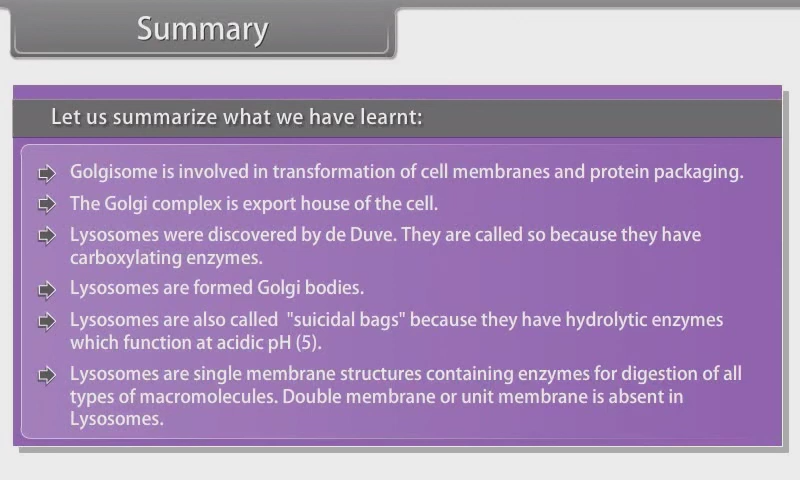 Summary
Let us summarize what we have learnt:
Golgisome is involved in transformation of cell membranes and protein packaging.
The Golgi complex is export house of the cell.
Lysosomes were discovered by de Duve. They are called so because they have
carboxylating enzymes.
Lysosomes are formed Golgi bodies.
Lysosomes are also called "suicidal bags" because they have hydrolytic enzymes
which function at acidic pH (5).
Lysosomes are single membrane structures containing enzymes for digestion of all
types of macromolecules. Double membrane or unit membrane is absent in
Lysosomes.